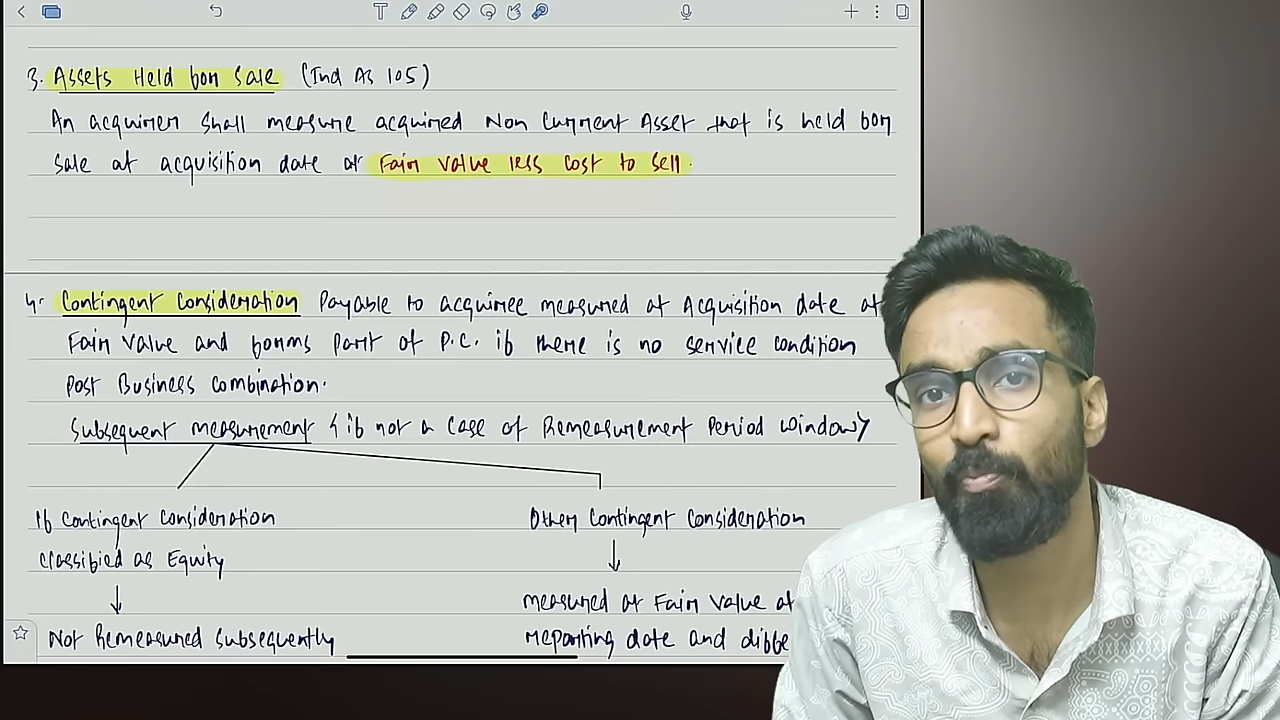 3. Assets Held for Sale (Ind As 105)
An acquirer shall measure acquired Non Current Asset that is held for
sale at acquisition date at Fair value less cost to sell.
4. Contingent Consideration Payable to acquiree measured at Acquisition date at
Fair Value and forms part of P.C. if there is no service condition
post Business combination.
Subsequent measurement { if not a case of Remeasurement Period window }
If Contingent Consideration
classified as Equity
Not Remeasured subsequently
Other Contingent Consideration
measured at Fair Value at
reporting date and diffe